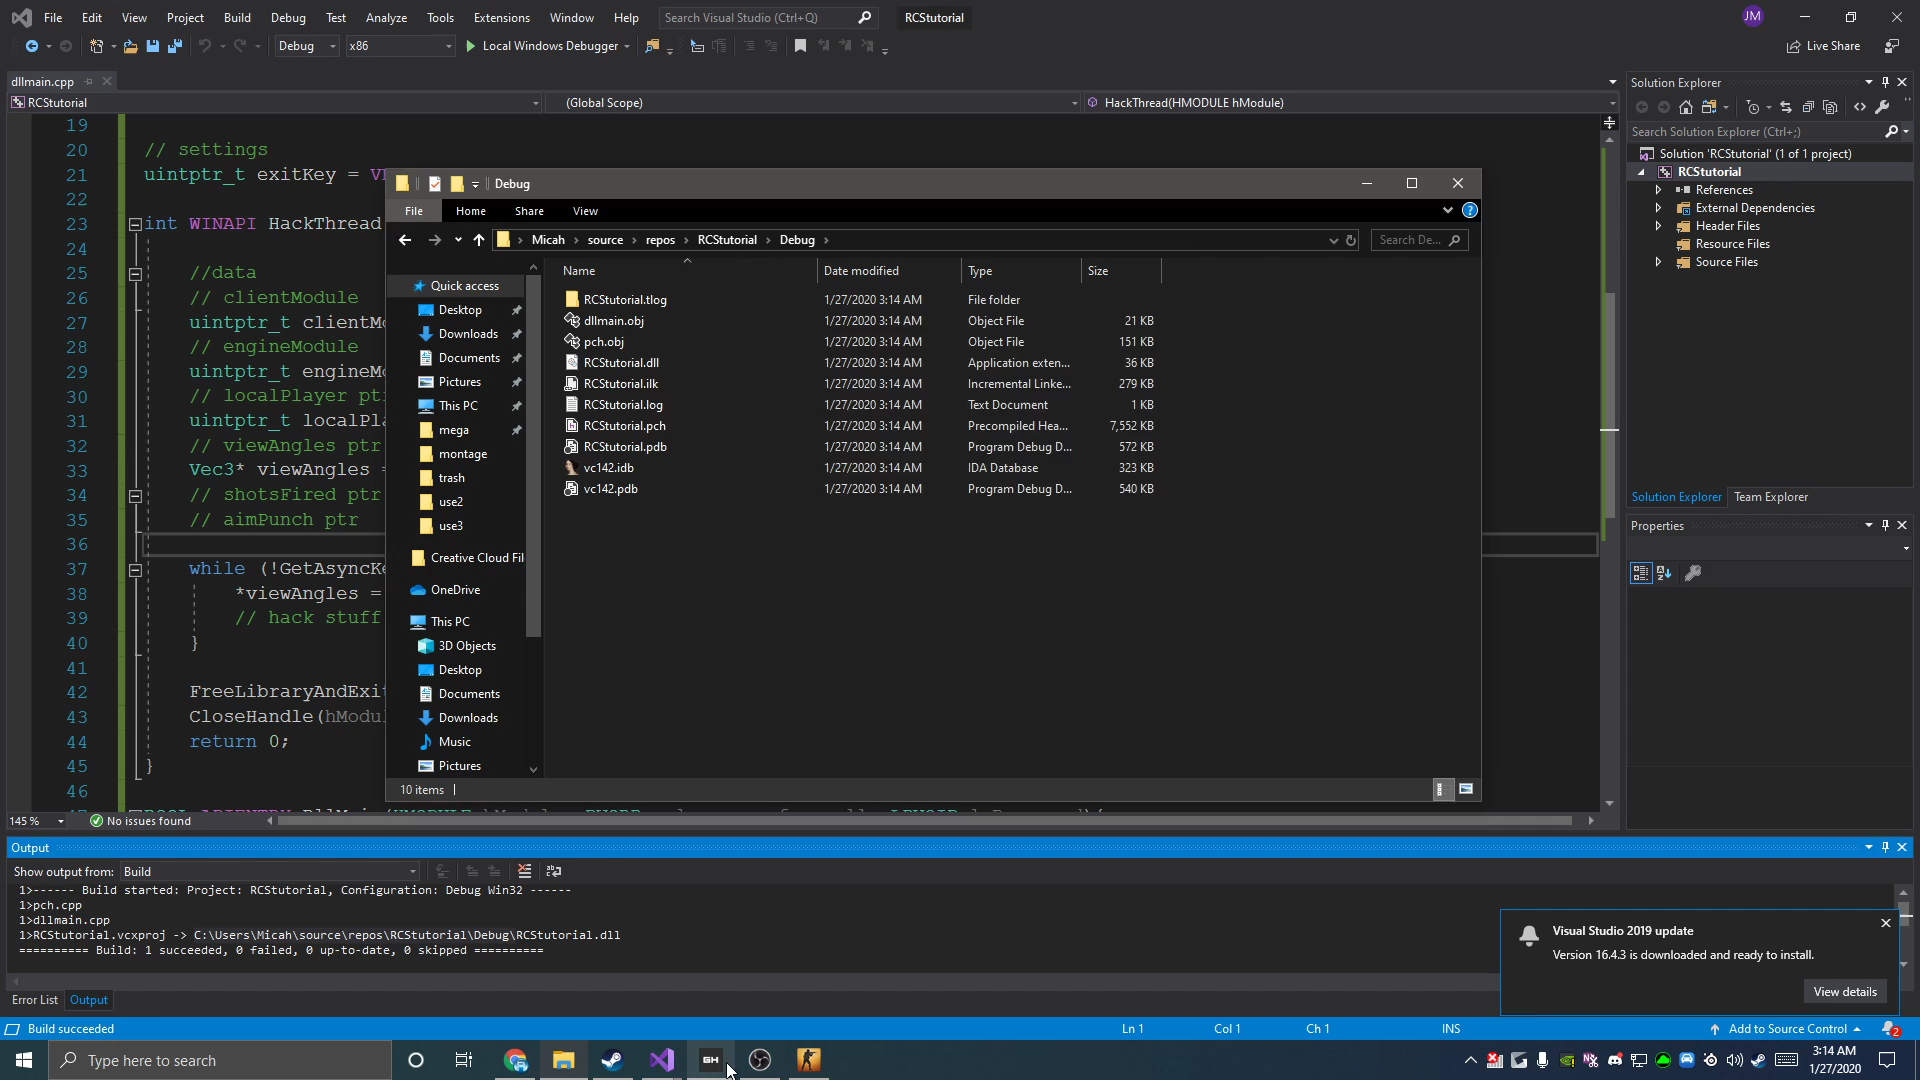 File Edit View Project Build Debug Test Analyze Tools Extensions Window Help Search Visual Studio (Ctrl+Q) RCStutorial JM
Debug x86 Local Windows Debugger Live Share
dllmain.cpp
RCStutorial (Global Scope) HackThread(HMODULE hModule)
19
20 // settings
21 uintptr_t exitKey =
22
23 int WINAPI HackThread
24
25 //data
26 // clientModule
27 uintptr_t
28 // engineModule
29 uintptr_t
30 // localPlayer
31 uintptr_t
32 // viewAngles ptr
33 Vec3* viewAngles =
34 // shotsFired ptr
35 // aimPunch ptr
36
37 while
38 *viewAngles =
39 // hack stuff
40 }
41
42 FreeLibraryAndExit
43 CloseHandle(hModul
44 return 0;
45 }
46
145 % No issues found
Debug
File Home Share View
Micah › source › repos › RCStutorial › Debug ›
Search De...
Quick access
Desktop
Downloads
Documents
Pictures
This PC
mega
montage
trash
use2
use3
Creative Cloud Fil
OneDrive
This PC
3D Objects
Desktop
Documents
Downloads
Music
Pictures
Name Date modified Type Size
RCStutorial.tlog 1/27/2020 3:14 AM File folder
dllmain.obj 1/27/2020 3:14 AM Object File 21 KB
pch.obj 1/27/2020 3:14 AM Object File 151 KB
RCStutorial.dll 1/27/2020 3:14 AM Application exten... 36 KB
RCStutorial.ilk 1/27/2020 3:14 AM Incremental Linke... 279 KB
RCStutorial.log 1/27/2020 3:14 AM Text Document 1 KB
RCStutorial.pch 1/27/2020 3:14 AM Precompiled Hea... 7,552 KB
RCStutorial.pdb 1/27/2020 3:14 AM Program Debug D... 572 KB
vc142.idb 1/27/2020 3:14 AM IDA Database 323 KB
vc142.pdb 1/27/2020 3:14 AM Program Debug D... 540 KB
10 items
Solution Explorer
Search Solution Explorer (Ctrl+;)
Solution 'RCStutorial' (1 of 1 project)
RCStutorial
References
External Dependencies
Header Files
Resource Files
Source Files
Solution Explorer Team Explorer
Properties
Output
Show output from: Build
1>------ Build started: Project: RCStutorial, Configuration: Debug Win32 ------
1>pch.cpp
1>dllmain.cpp
1>RCStutorial.vcxproj -> C:\Users\Micah\source\repos\RCStutorial\Debug\RCStutorial.dll
========== Build: 1 succeeded, 0 failed, 0 up-to-date, 0 skipped ==========
Error List Output
Visual Studio 2019 update
Version 16.4.3 is downloaded and ready to install.
View details
Build succeeded Ln 1 Col 1 Ch 1 INS Add to Source Control 2
Type here to search GH 3:14 AM
1/27/2020